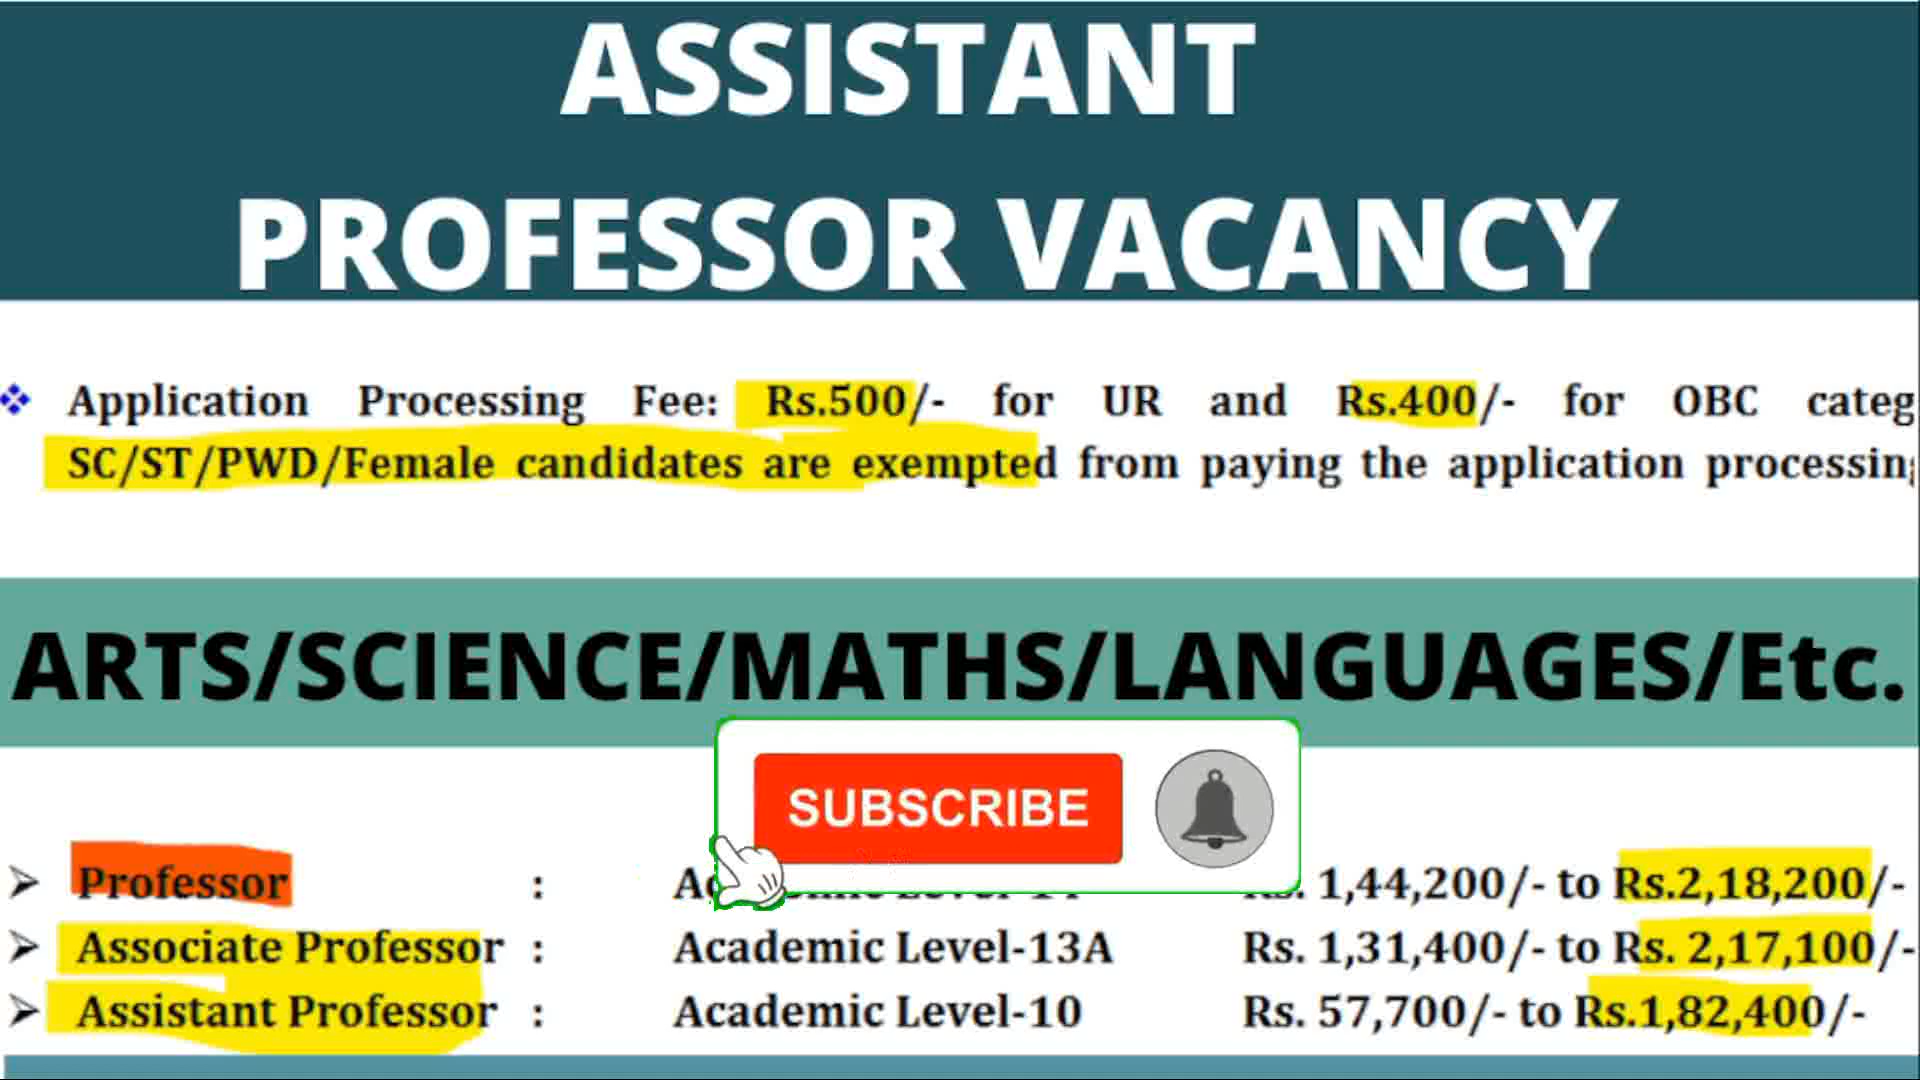 ASSISTANT
PROFESSOR VACANCY
Application Processing Fee: Rs.500/- for UR and Rs.400/- for OBC categ
SC/ST/PWD/Female candidates are exempted from paying the application processing
ARTS/SCIENCE/MATHS/LANGUAGES/Etc.
SUBSCRIBE
Professor : Rs. 1,44,200/- to Rs.2,18,200/-
Associate Professor : Academic Level-13A Rs. 1,31,400/- to Rs. 2,17,100/-
Assistant Professor : Academic Level-10 Rs. 57,700/- to Rs.1,82,400/-